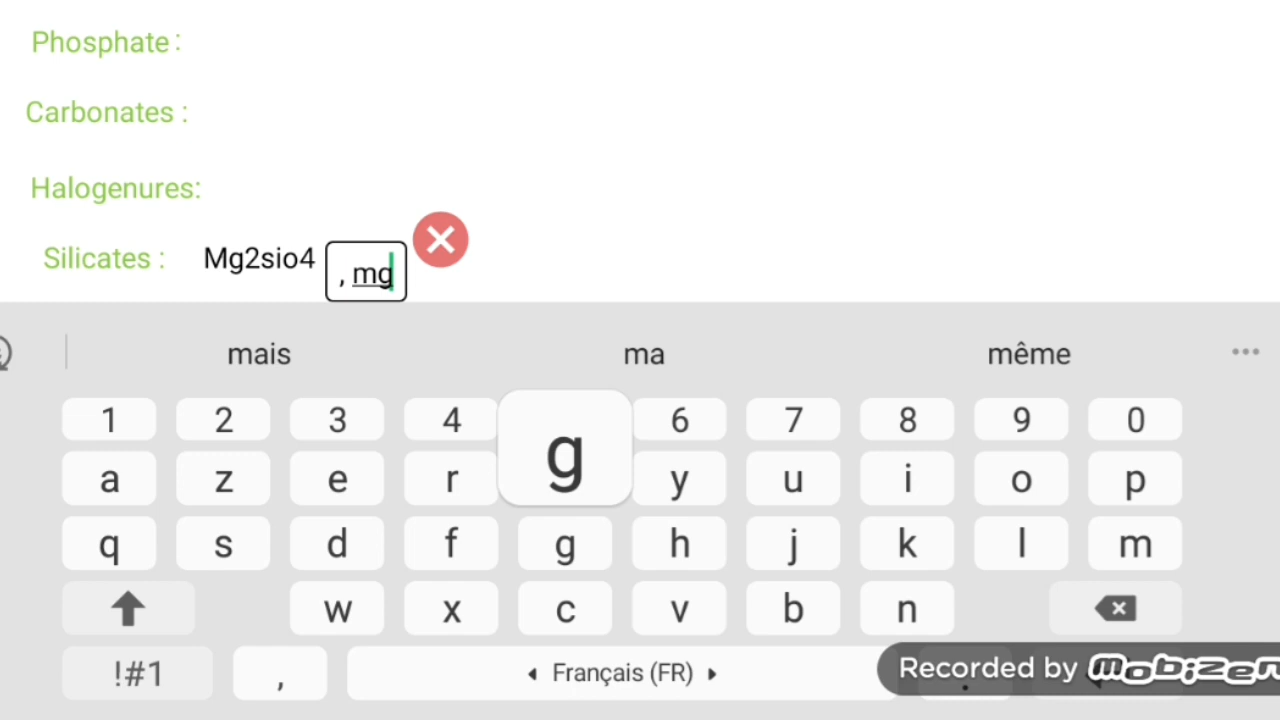 Phosphate :
Carbonates :
Halogenures:
Silicates : Mg2sio4 , mg
mais ma même
1 2 3 4 g 6 7 8 9 0
a z e r y u i o p
q s d f g h j k l m
w x c v b n
!#1 , Français (FR) .
Recorded by mobizen